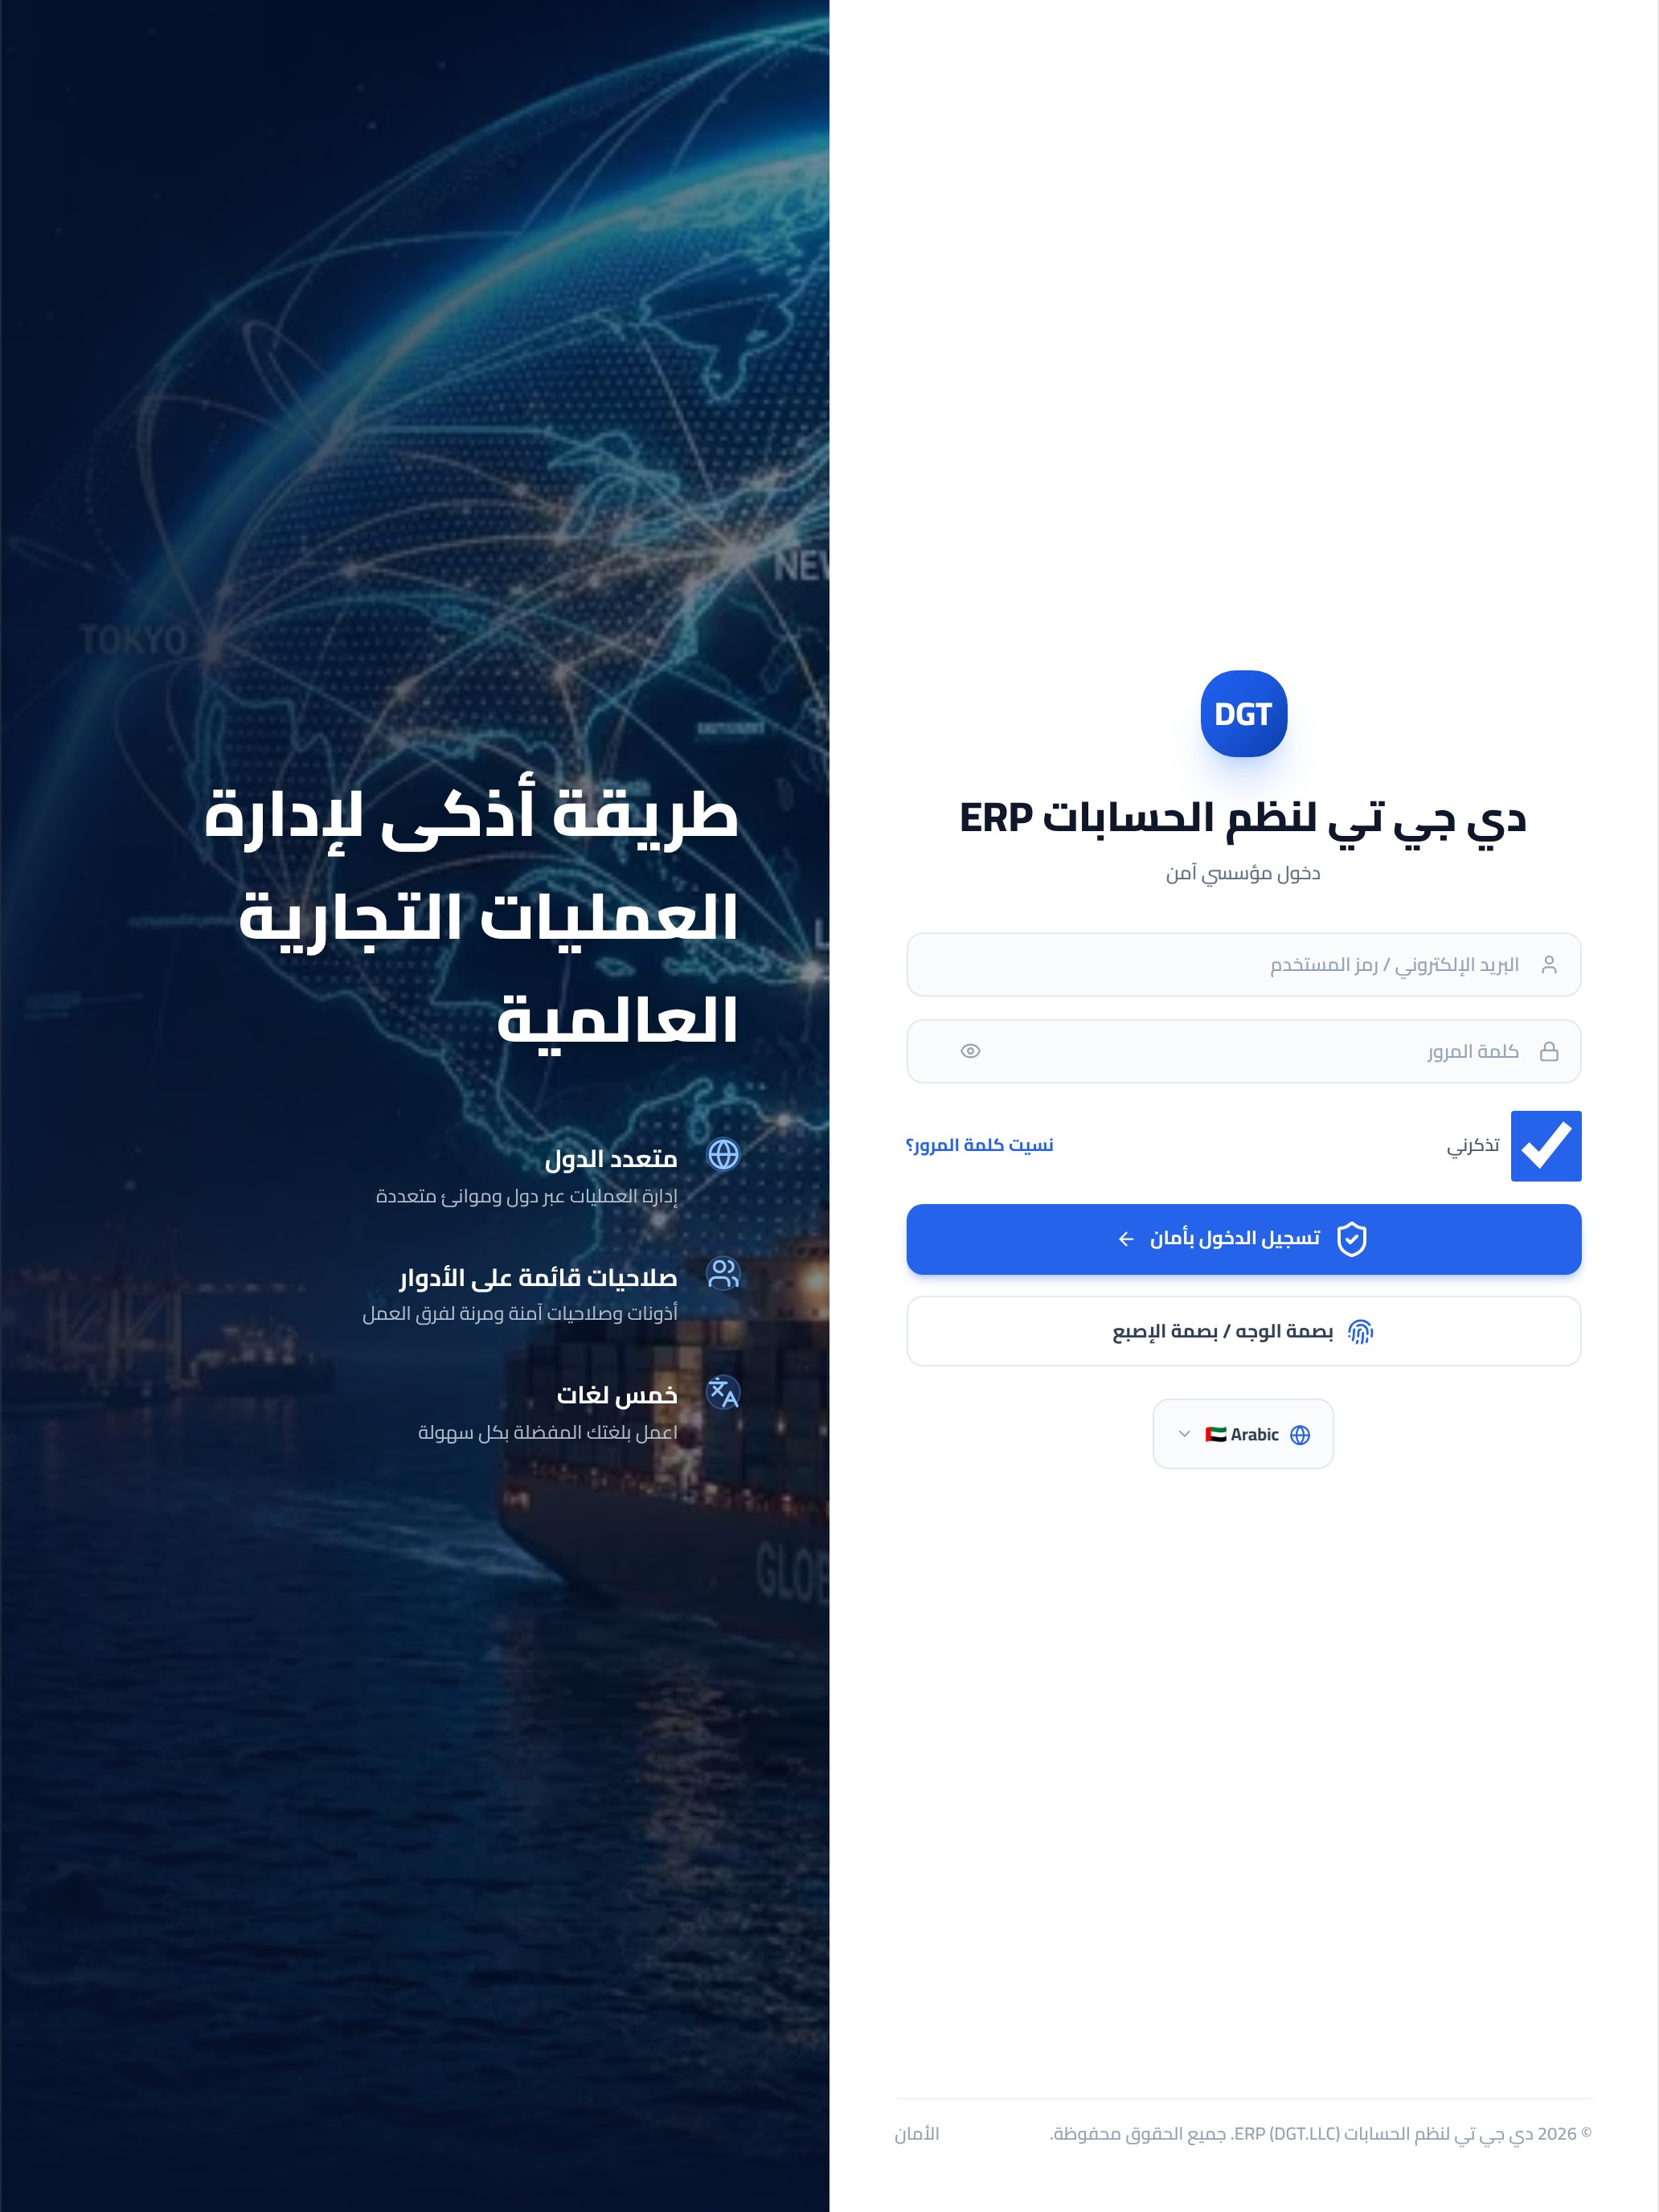 DGT
دي جي تي لنظم الحسابات ERP
دخول مؤسسي آمن
البريد الإلكتروني / رمز المستخدم
كلمة المرور
تذكرني
نسيت كلمة المرور؟
تسجيل الدخول بأمان
بصمة الوجه / بصمة الإصبع
Arabic
© 2026 دي جي تي لنظم الحسابات ERP (DGT.LLC). جميع الحقوق محفوظة.
الأمان
TOKYO
NEW
طريقة أذكى لإدارة
العمليات التجارية
العالمية
متعدد الدول
إدارة العمليات عبر دول وموانئ متعددة
صلاحيات قائمة على الأدوار
أذونات وصلاحيات آمنة ومرنة لفرق العمل
خمس لغات
اعمل بلغتك المفضلة بكل سهولة
GLOB